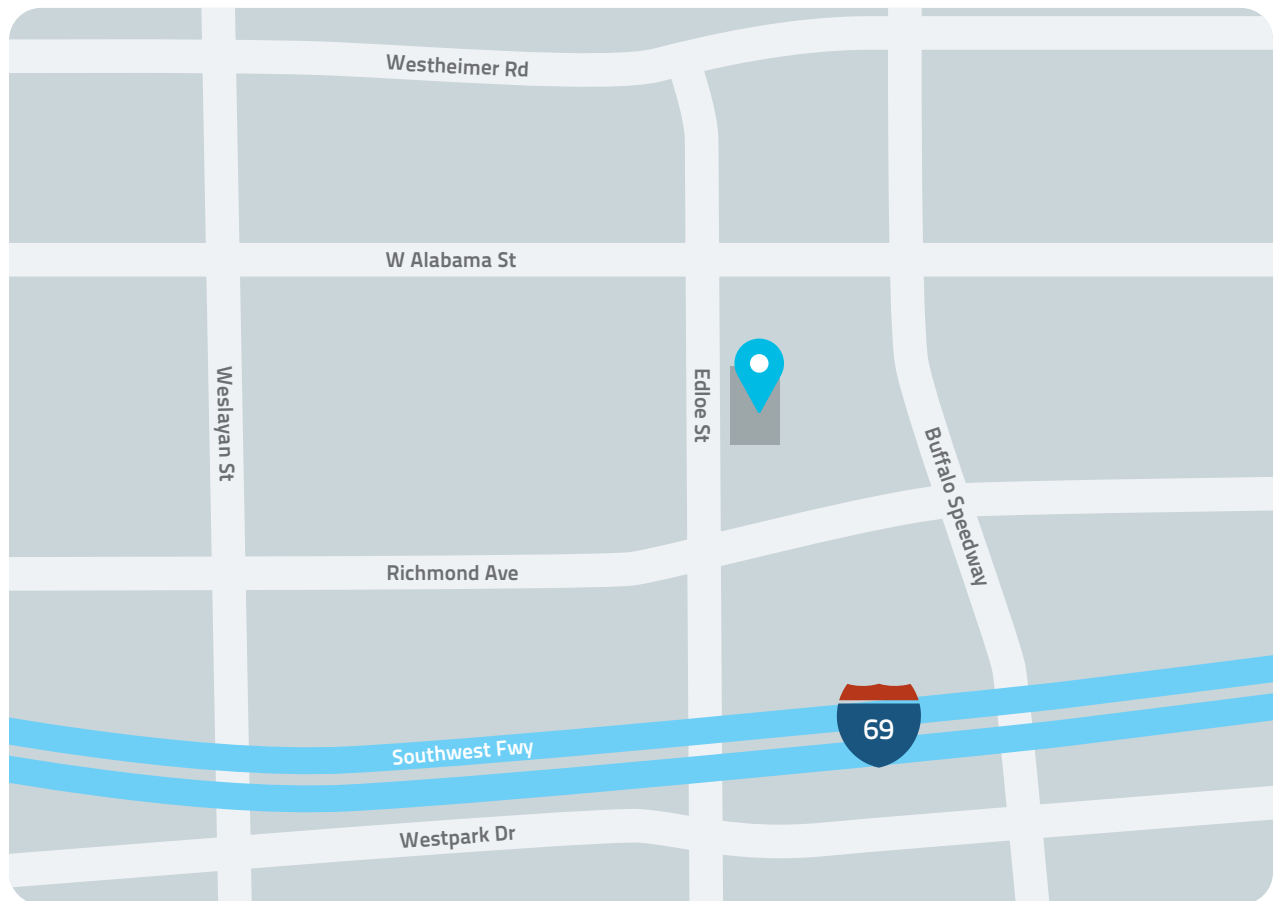 Westheimer Rd
W Alabama St
Weslayan St
Edloe St
Buffalo Speedway
Richmond Ave
69
Southwest Fwy
Westpark Dr